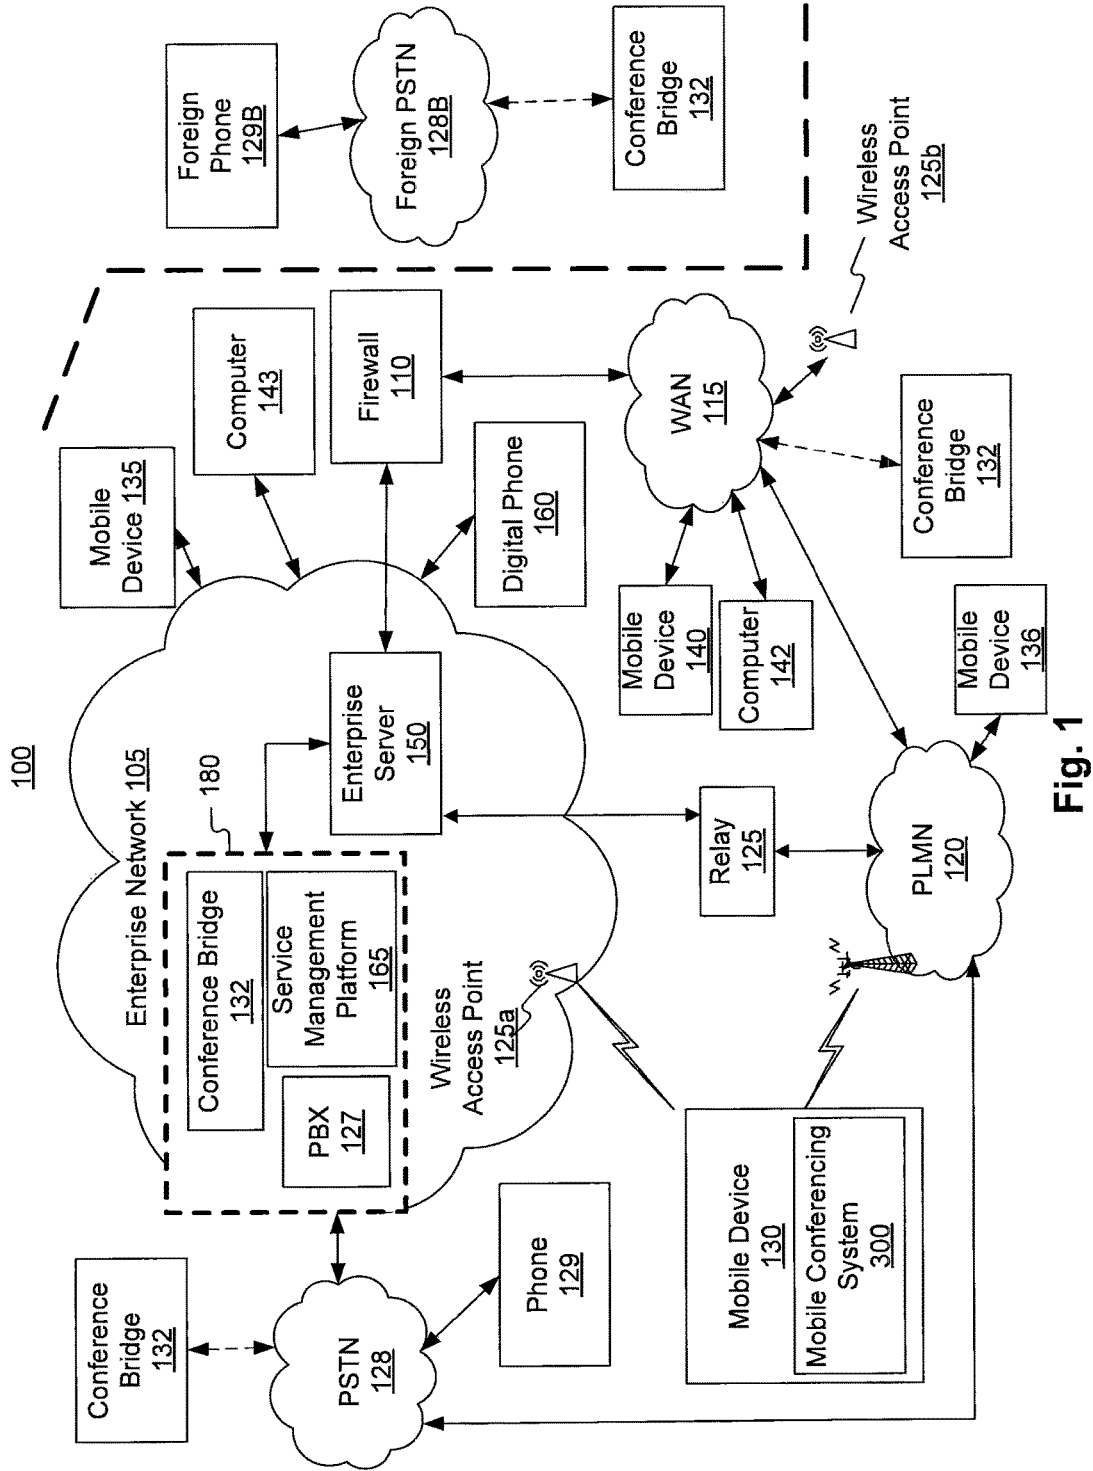 100
Enterprise Network 105
180
Conference
Bridge
132
PSTN
128
Phone
129
Conference Bridge
132
Service
Management
Platform
165
PBX
127
Wireless
Access Point
125a
Enterprise
Server
150
Mobile
Device 135
Computer
143
Firewall
110
Digital Phone
160
Foreign
Phone
129B
Foreign PSTN
128B
Conference
Bridge
132
Mobile Device
130
Mobile Conferencing
System
300
Relay
125
PLMN
120
Mobile
Device
140
Computer
142
Mobile
Device
136
WAN
115
Conference
Bridge
132
Wireless
Access Point
125b
Fig. 1